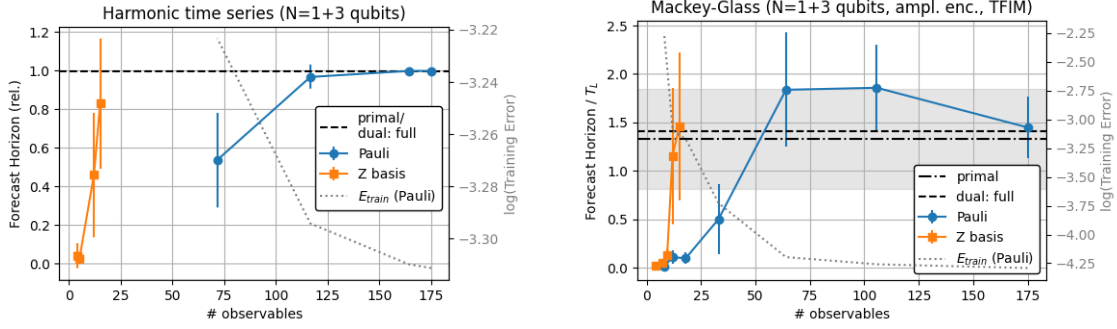 Harmonic time series (N=1+3 qubits)
Forecast Horizon (rel.)
1.2
1.0
0.8
0.6
0.4
0.2
0.0
0
25
50
75
100
125
150
175
# observables
−3.22
−3.24
−3.26
−3.28
−3.30
log(Training Error)
primal/
dual: full
Pauli
Z basis
E_train (Pauli)
Mackey-Glass (N=1+3 qubits, ampl. enc., TFIM)
Forecast Horizon / T_L
2.5
2.0
1.5
1.0
0.5
0.0
0
25
50
75
100
125
150
175
# observables
−2.25
−2.50
−2.75
−3.00
−3.25
−3.50
−3.75
−4.00
−4.25
log(Training Error)
primal
dual: full
Pauli
Z basis
E_train (Pauli)